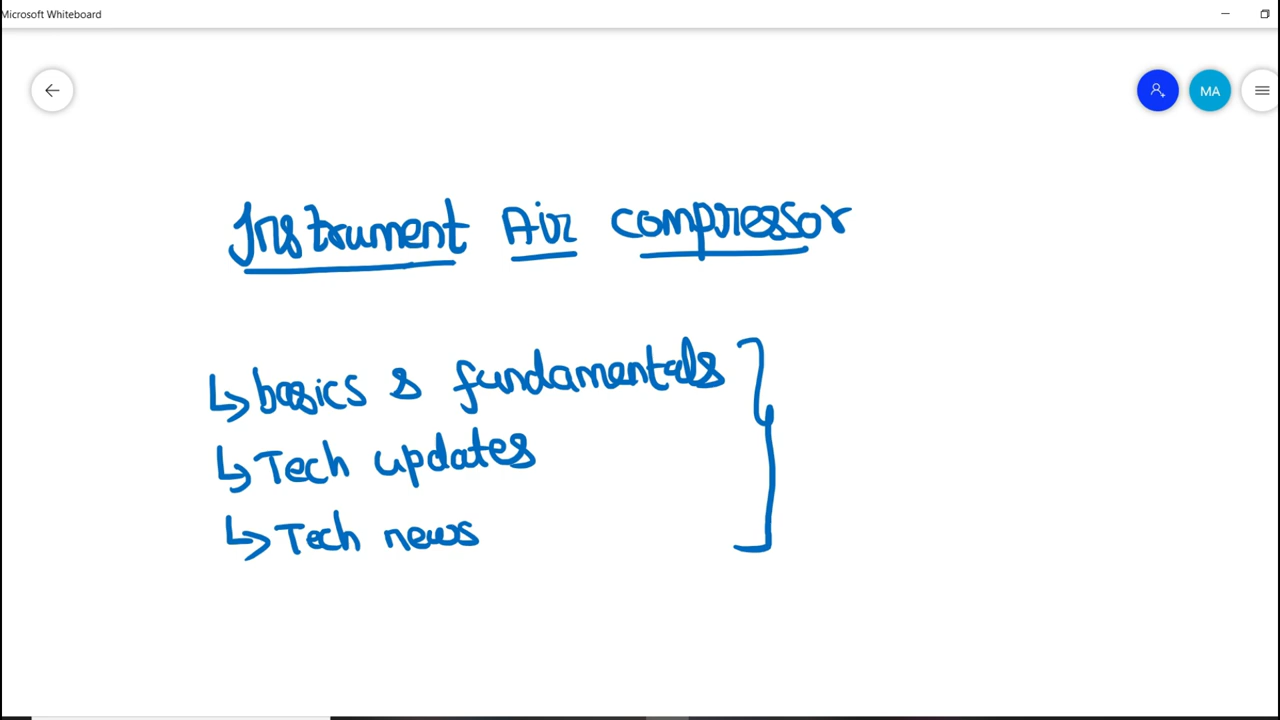 Microsoft Whiteboard
MA
Instrument Air compressor
↳ basics & fundamentals
↳ Tech updates
↳ Tech news